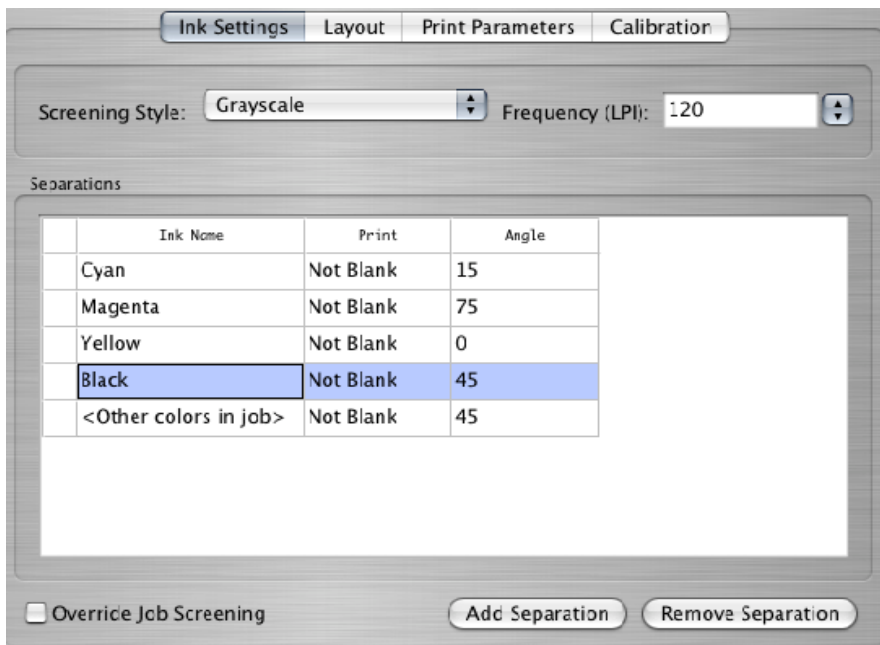 Ink Settings Layout Print Parameters Calibration
Screening Style: Grayscale Frequency (LPI): 120
Separations
Ink Name Print Angle
Cyan Not Blank 15
Magenta Not Blank 75
Yellow Not Blank 0
Black Not Blank 45
<Other colors in job> Not Blank 45
Override Job Screening Add Separation Remove Separation